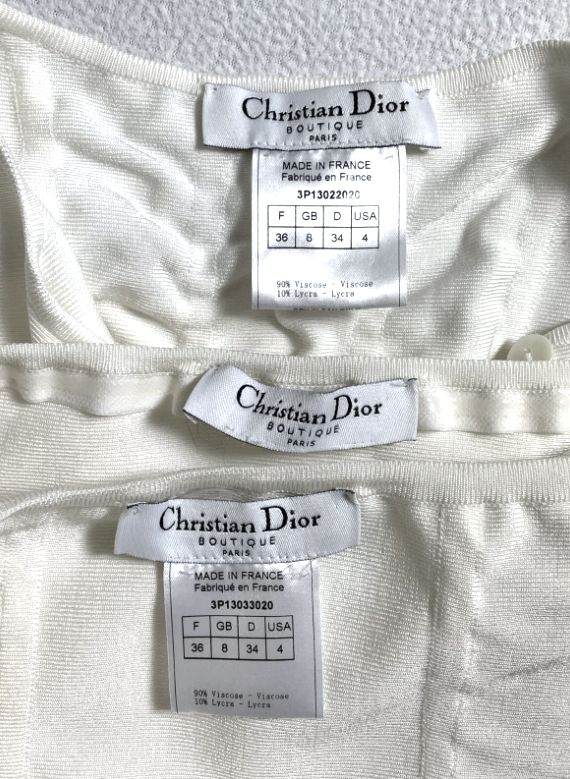 Christian Dior
BOUTIQUE
PARIS
MADE IN FRANCE
Fabriqué en France
3P13022020
F GB D USA
36 8 34 4
90% Viscose - Viscose
10% Lycra - Lycra
Christian Dior
BOUTIQUE
PARIS
Christian Dior
BOUTIQUE
PARIS
MADE IN FRANCE
Fabriqué en France
3P13033020
F GB D USA
36 8 34 4
90% Viscose - Viscose
10% Lycra - Lycra